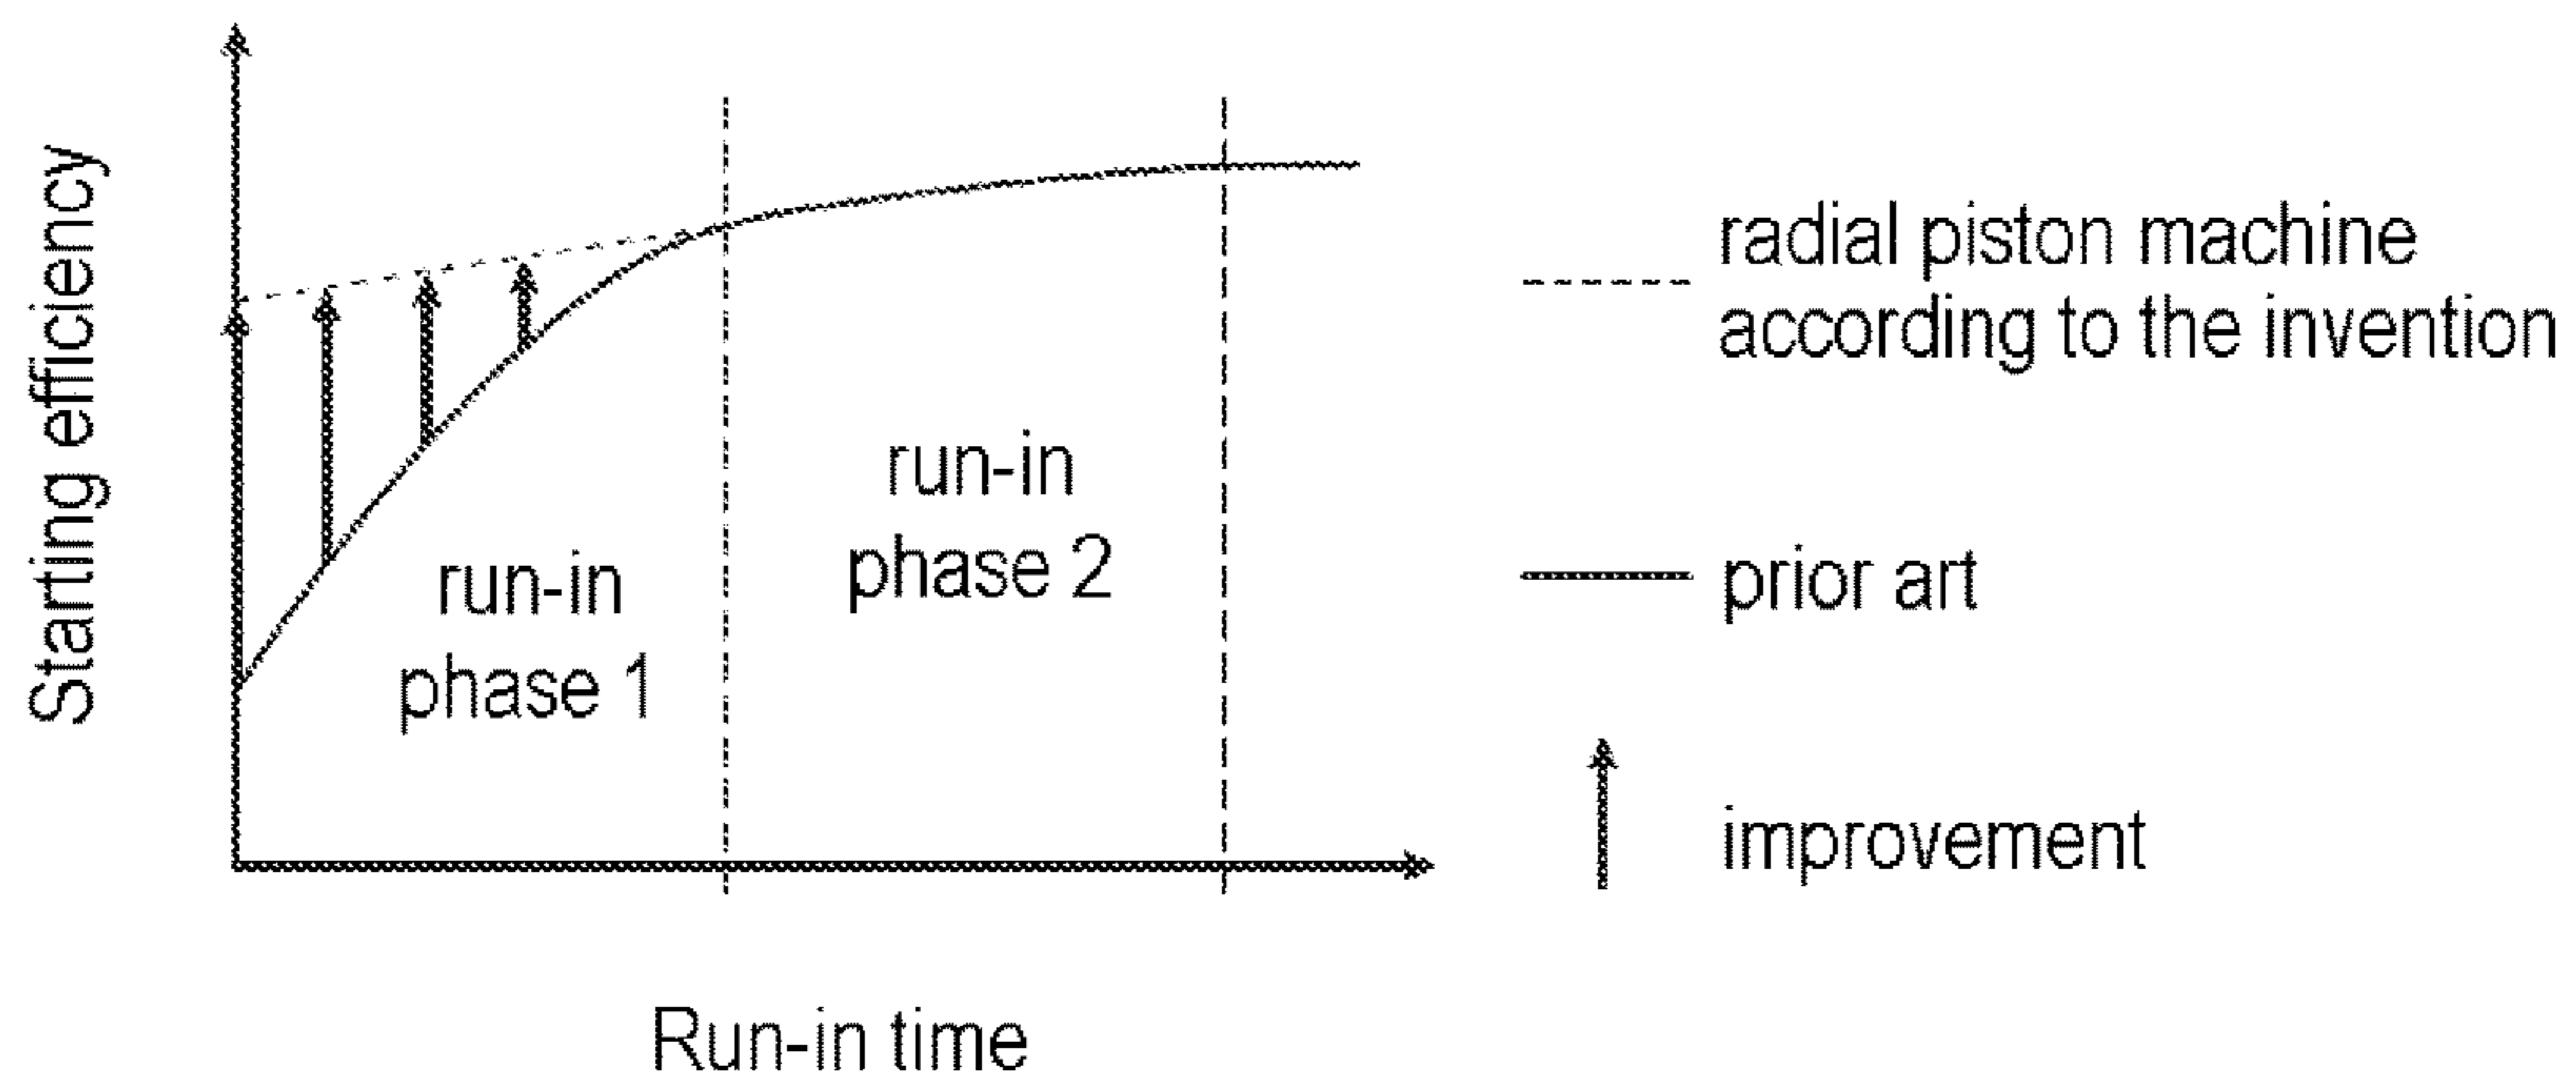 Starting efficiency
run-in
phase 1
run-in
phase 2
Run-in time
radial piston machine
according to the invention
prior art
improvement